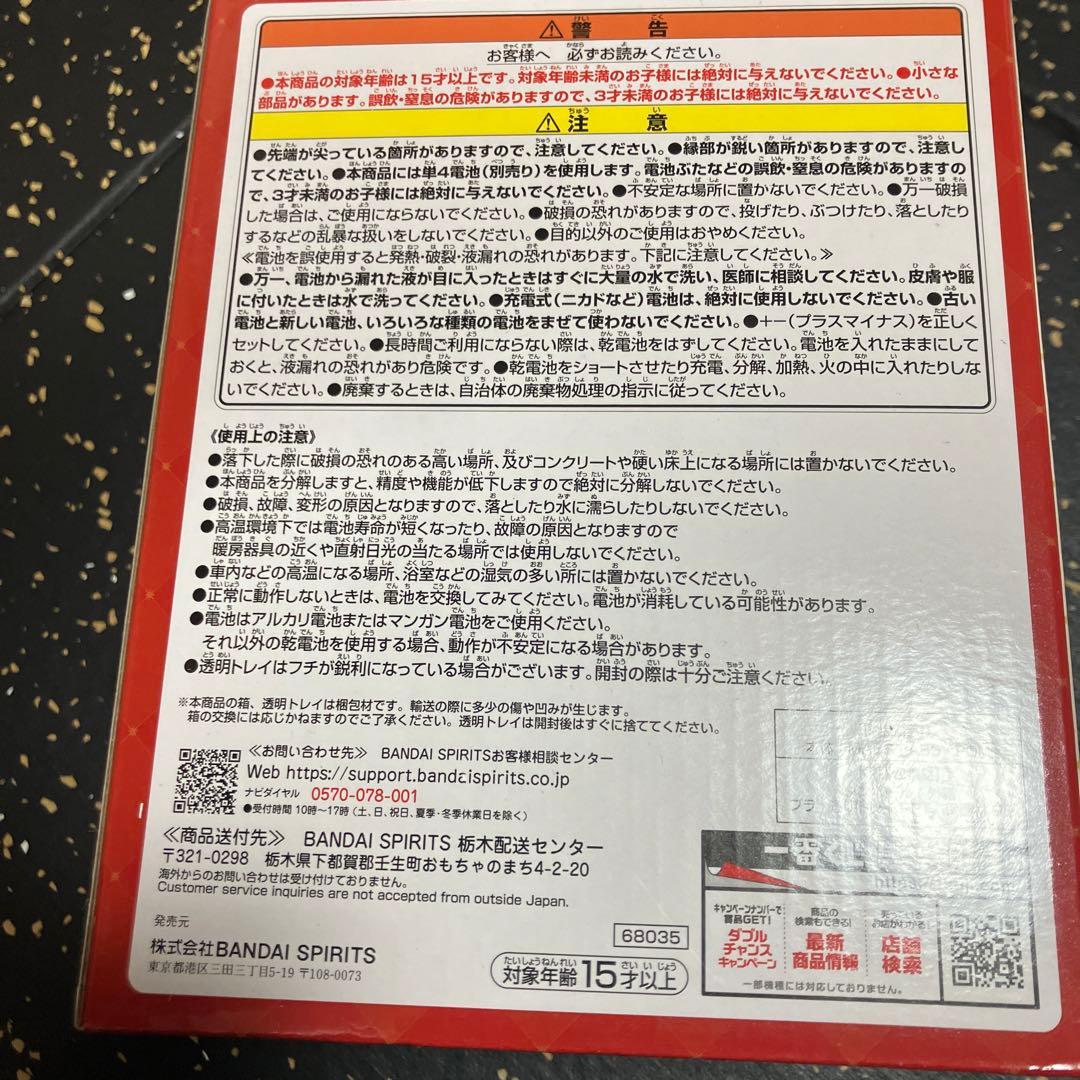 ⚠警告
お客様へ 必ずお読みください。
●本商品の対象年齢は15才以上です。対象年齢未満のお子様には絶対に与えないでください。●小さな
部品があります。誤飲・窒息の危険がありますので、3才未満のお子様には絶対に与えないでください。
⚠注意
●先端が尖っている箇所がありますので、注意してください。●縁部が鋭い箇所がありますので、注意し
てください。●本商品には単4電池(別売り)を使用します。電池ぶたなどの誤飲・窒息の危険がありますの
で、3才未満のお子様には絶対に与えないでください。●不安定な場所に置かないでください。●万一破損
した場合は、ご使用にならないでください。●破損の恐れがありますので、投げたり、ぶつけたり、落としたり
するなどの乱暴な扱いをしないでください。●目的以外のご使用はおやめください。
≪電池を誤使用すると発熱・破裂・液漏れの恐れがあります。下記に注意してください。≫
●万一、電池から漏れた液が目に入ったときはすぐに大量の水で洗い、医師に相談してください。皮膚や服
に付いたときは水で洗ってください。●充電式(ニカドなど)電池は、絶対に使用しないでください。●古い
電池と新しい電池、いろいろな種類の電池をまぜて使わないでください。●+-(プラスマイナス)を正しく
セットしてください。●長時間ご利用にならない際は、乾電池をはずしてください。電池を入れたままにして
おくと、液漏れの恐れがあり危険です。●乾電池をショートさせたり充電、分解、加熱、火の中に入れたりしな
いでください。●廃棄するときは、自治体の廃棄物処理の指示に従ってください。
《使用上の注意》
●落下した際に破損の恐れのある高い場所、及びコンクリートや硬い床上になる場所には置かないでください。
●本商品を分解しますと、精度や機能が低下しますので絶対に分解しないでください。
●破損、故障、変形の原因となりますので、落としたり水に濡らしたりしないでください。
●高温環境下では電池寿命が短くなったり、故障の原因となりますので
暖房器具の近くや直射日光の当たる場所では使用しないでください。
●車内などの高温になる場所、浴室などの湿気の多い所には置かないでください。
●正常に動作しないときは、電池を交換してみてください。電池が消耗している可能性があります。
●電池はアルカリ電池またはマンガン電池をご使用ください。
それ以外の乾電池を使用する場合、動作が不安定になる場合があります。
●透明トレイはフチが鋭利になっている場合がございます。開封の際は十分ご注意ください。
※本商品の箱、透明トレイは梱包材です。輸送の際に多少の傷や凹みが生じます。
箱の交換には応じかねますのでご了承ください。透明トレイは開封後はすぐに捨ててください。
≪お問い合わせ先≫ BANDAI SPIRITSお客様相談センター
Web https://support.bandaispirits.co.jp
ナビダイヤル 0570-078-001
●受付時間 10時～17時(土、日、祝日、夏季・冬季休業日を除く)
≪商品送付先≫ BANDAI SPIRITS 栃木配送センター
〒321-0298 栃木県下都賀郡壬生町おもちゃのまち4-2-20
海外からのお問い合わせは受け付けておりません。
Customer service inquiries are not accepted from outside Japan.
発売元
株式会社BANDAI SPIRITS
東京都港区三田三丁目5-19 〒108-0073
68035
対象年齢15才以上
プラ
一番くじ
キャンペーンナンバーで
賞品GET!
ダブル
チャンス
キャンペーン
商品の
検索もできる!
最新
商品情報
売っている
お店がわかる!
店舗
検索
一部機種には対応しておりません。